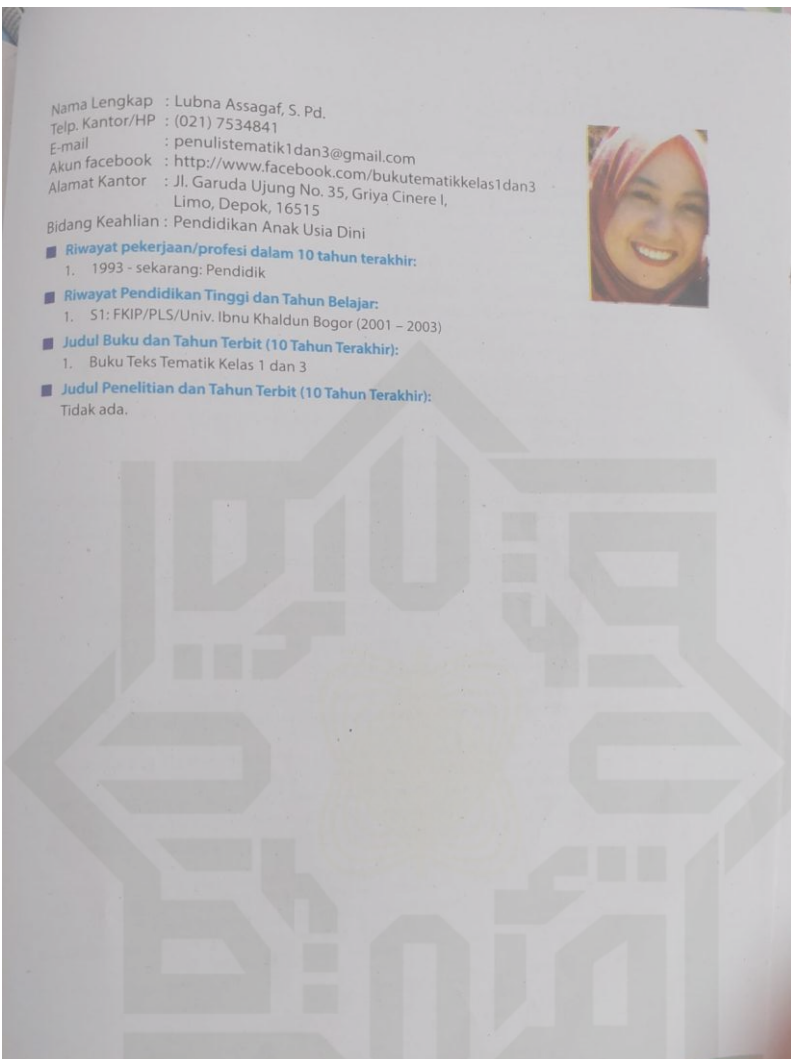 Nama Lengkap : Lubna Assagaf, S. Pd.
Telp. Kantor/HP : (021) 7534841
E-mail : penulistematik1dan3@gmail.com
Akun facebook : http://www.facebook.com/bukutematikkelas1dan3
Alamat Kantor : Jl. Garuda Ujung No. 35, Griya Cinere I,
Limo, Depok, 16515
Bidang Keahlian : Pendidikan Anak Usia Dini
Riwayat pekerjaan/profesi dalam 10 tahun terakhir:
1. 1993 - sekarang: Pendidik
Riwayat Pendidikan Tinggi dan Tahun Belajar:
1. S1: FKIP/PLS/Univ. Ibnu Khaldun Bogor (2001 – 2003)
Judul Buku dan Tahun Terbit (10 Tahun Terakhir):
1. Buku Teks Tematik Kelas 1 dan 3
Judul Penelitian dan Tahun Terbit (10 Tahun Terakhir):
Tidak ada.